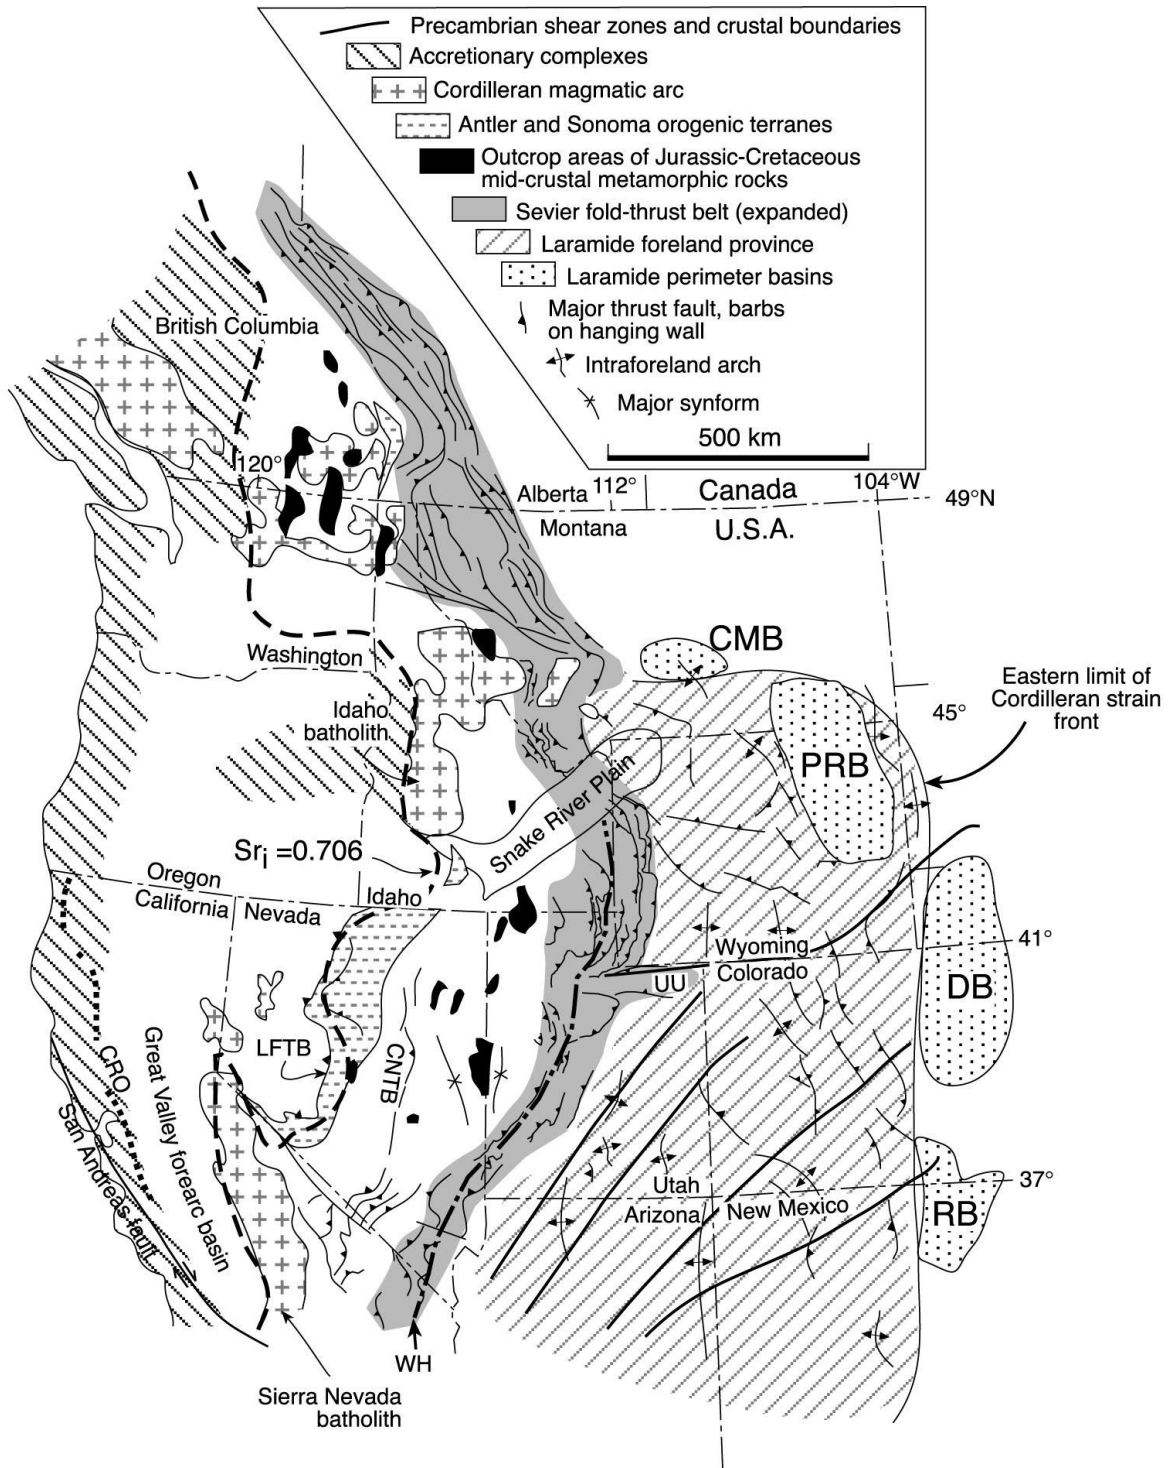 Precambrian shear zones and crustal boundaries
Accretionary complexes
Cordilleran magmatic arc
Antler and Sonoma orogenic terranes
Outcrop areas of Jurassic-Cretaceous
mid-crustal metamorphic rocks
Sevier fold-thrust belt (expanded)
Laramide foreland province
Laramide perimeter basins
Major thrust fault, barbs
on hanging wall
Intraforeland arch
Major synform
500 km
British Columbia
120°
Alberta
112°
Canada
104°W
49°N
Montana
U.S.A.
CMB
Washington
Eastern limit of
Cordilleran strain
front
45°
Idaho
batholith
PRB
Snake River Plain
Sri =0.706
Oregon
California
Nevada
Idaho
Wyoming
Colorado
41°
UU
DB
LFTB
CNTB
CRO
Great Valley forearc basin
San Andreas fault
Utah
Arizona
New Mexico
37°
RB
WH
Sierra Nevada
batholith